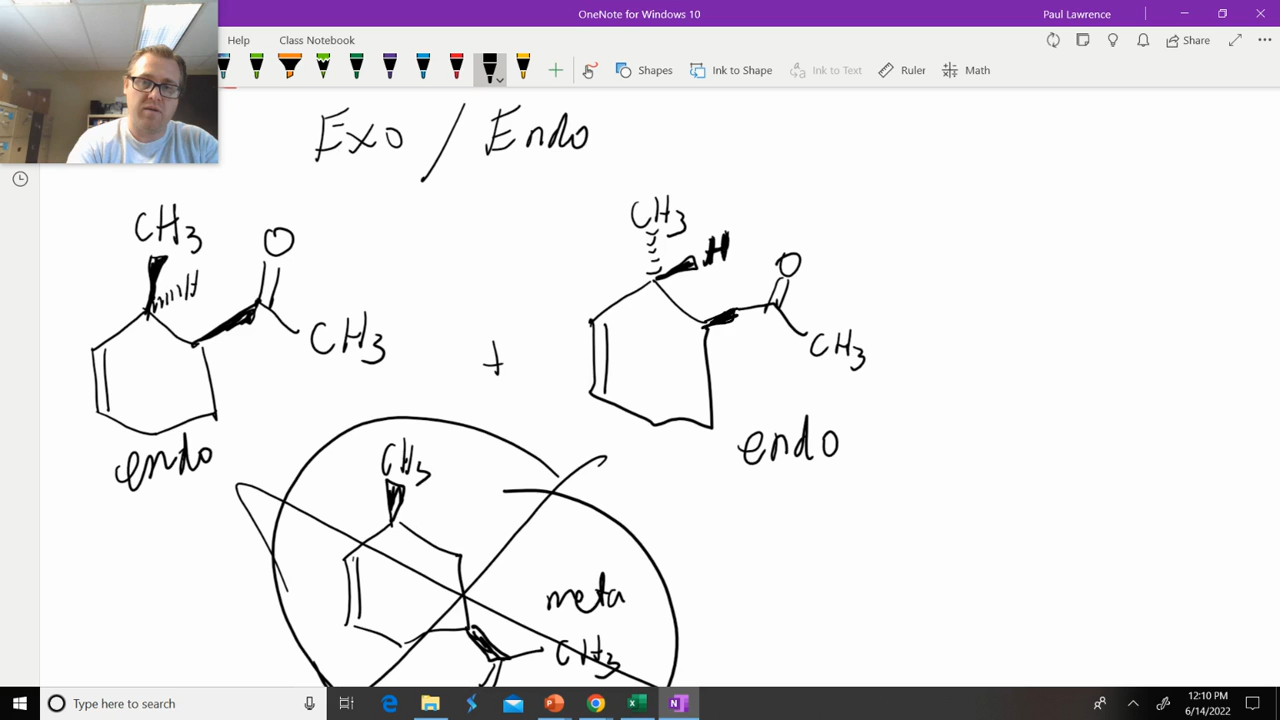 OneNote for Windows 10
Paul Lawrence
Help
Class Notebook
Shapes
Ink to Shape
Ink to Text
Ruler
Math
Share
Exo / Endo
CH3
H
O
CH3
endo
+
CH3
H
O
CH3
endo
CH3
meta
CH3
Type here to search
12:10 PM
6/14/2022